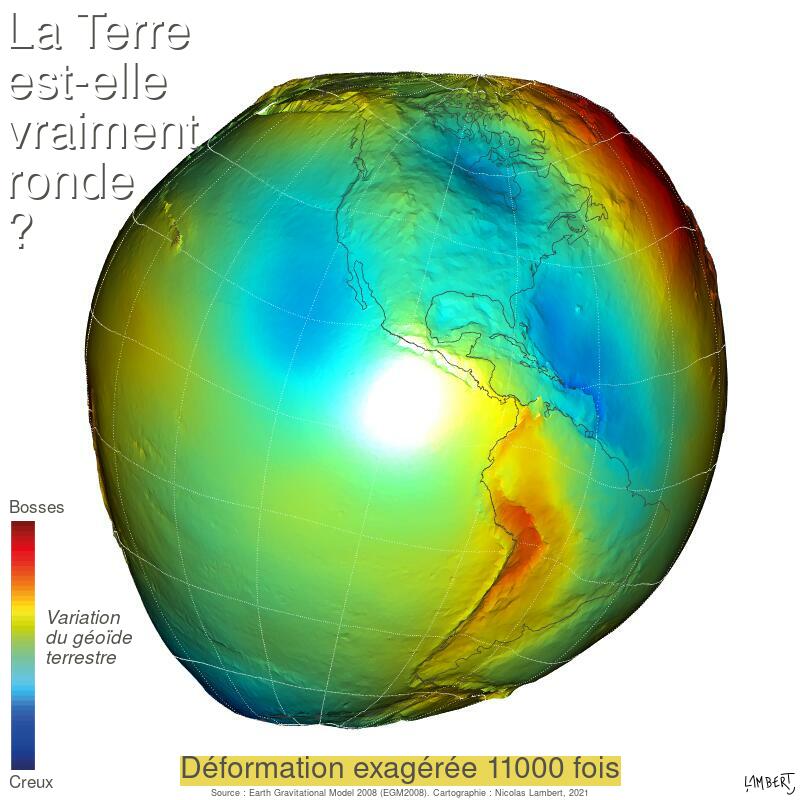 La Terre
est-elle
vraiment
ronde
?
Bosses
Variation
du géoïde
terrestre
Creux
Déformation exagérée 11000 fois
Source : Earth Gravitational Model 2008 (EGM2008). Cartographie : Nicolas Lambert, 2021
LAMBERT